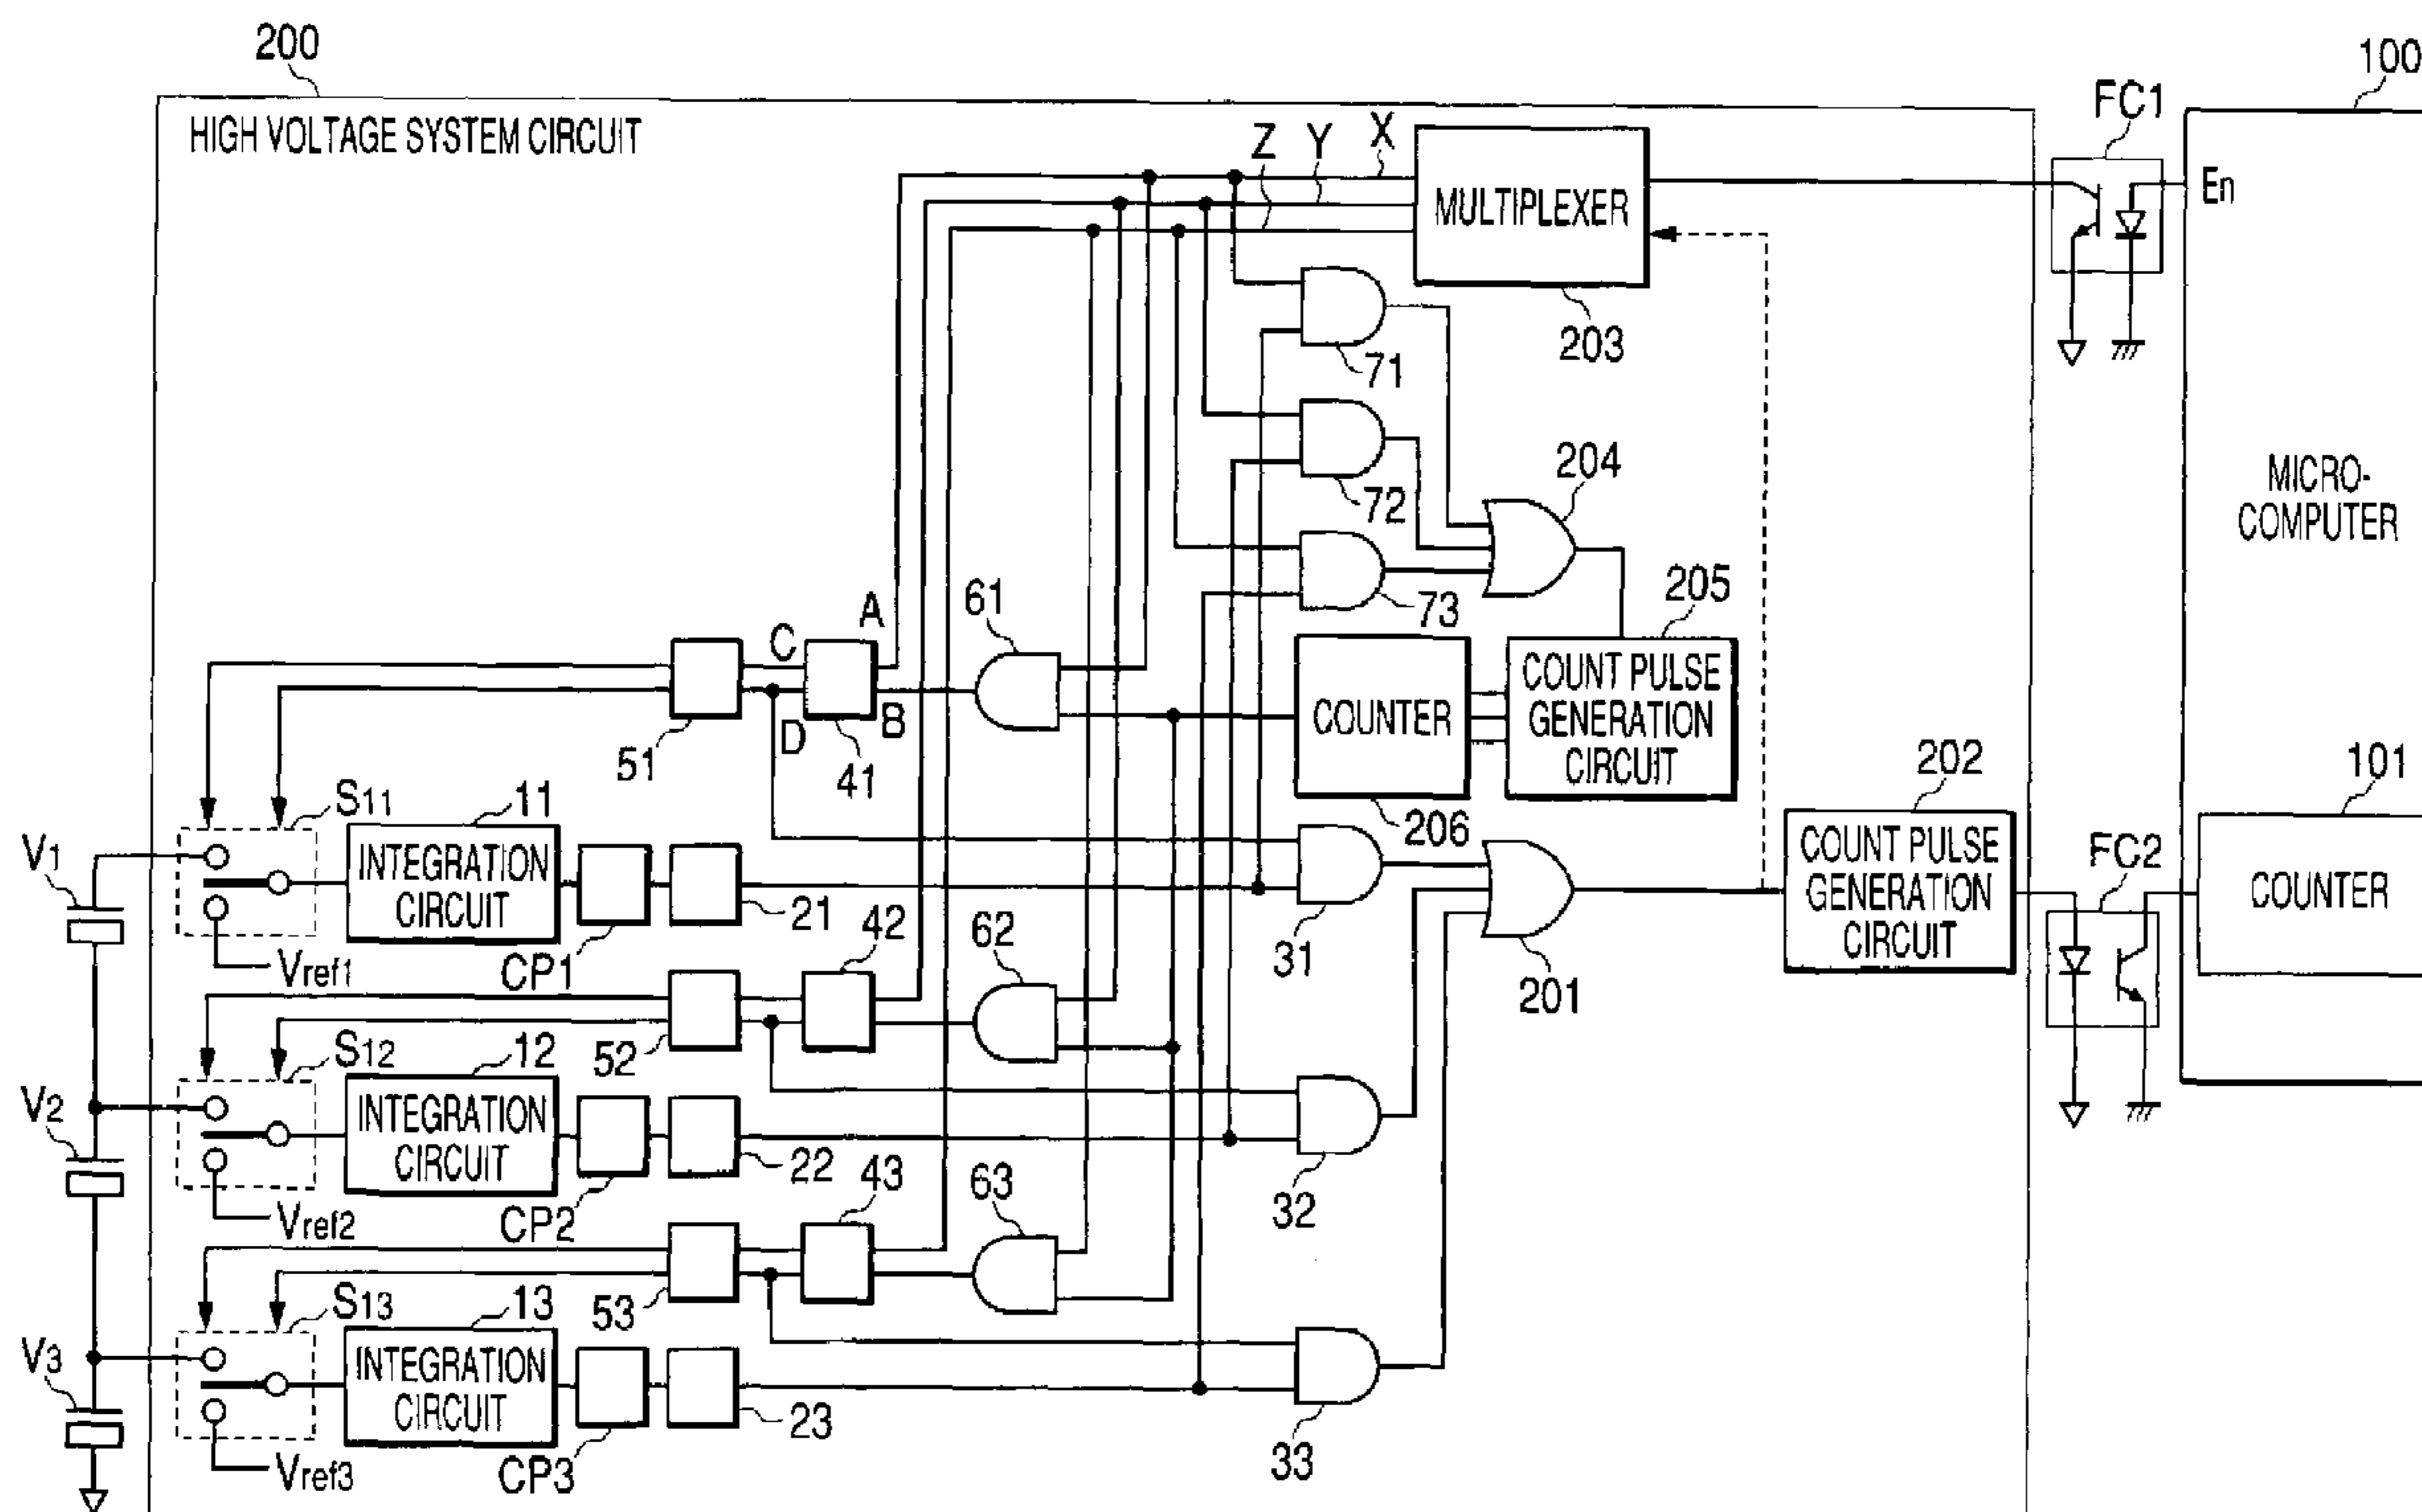 200
100
FC1
HIGH VOLTAGE SYSTEM CIRCUIT
Z Y X
MULTIPLEXER
En
203
71
MICRO-
COMPUTER
204
72
205
73
61
A
C
COUNT PULSE
GENERATION
CIRCUIT
COUNTER
D
B
51
41
202
101
S11
11
206
V1
INTEGRATION
CIRCUIT
COUNT PULSE
GENERATION
CIRCUIT
FC2
COUNTER
21
42
62
31
Vref1
CP1
201
52
S12
12
V2
INTEGRATION
CIRCUIT
22
43
63
32
Vref2
CP2
53
S13
13
V3
INTEGRATION
CIRCUIT
23
33
Vref3
CP3